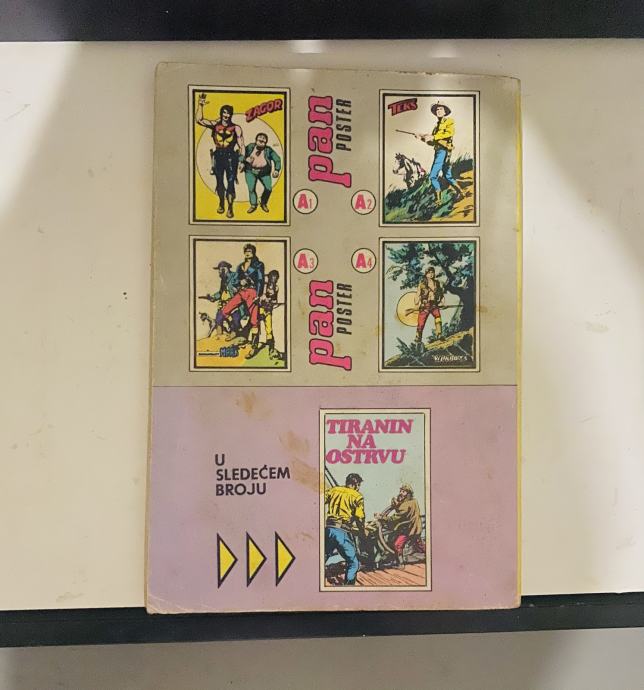 ZAGOR
pan
POSTER
TEKS
A1
A2
A3
A4
pan
POSTER
U
SLEDEĆEM
BROJU
TIRANIN
NA
OSTRVU